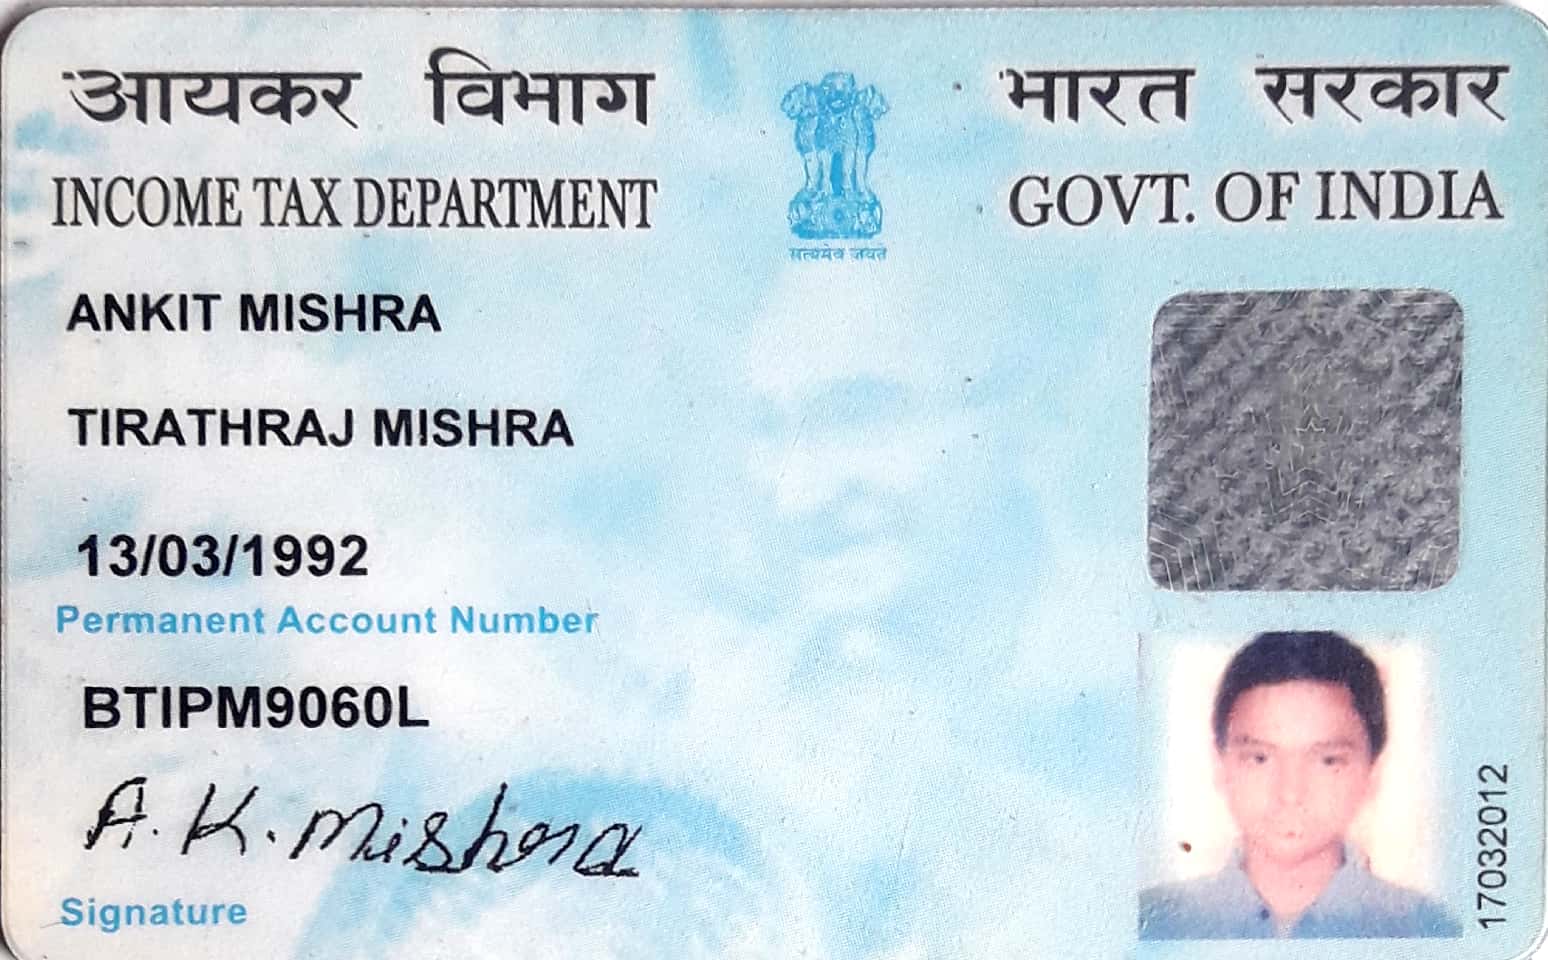 आयकर विभाग
भारत सरकार
INCOME TAX DEPARTMENT
GOVT. OF INDIA
सत्यमेव जयते
ANKIT MISHRA
TIRATHRAJ MISHRA
13/03/1992
Permanent Account Number
BTIPM9060L
A. K. Mishra
Signature
17032012